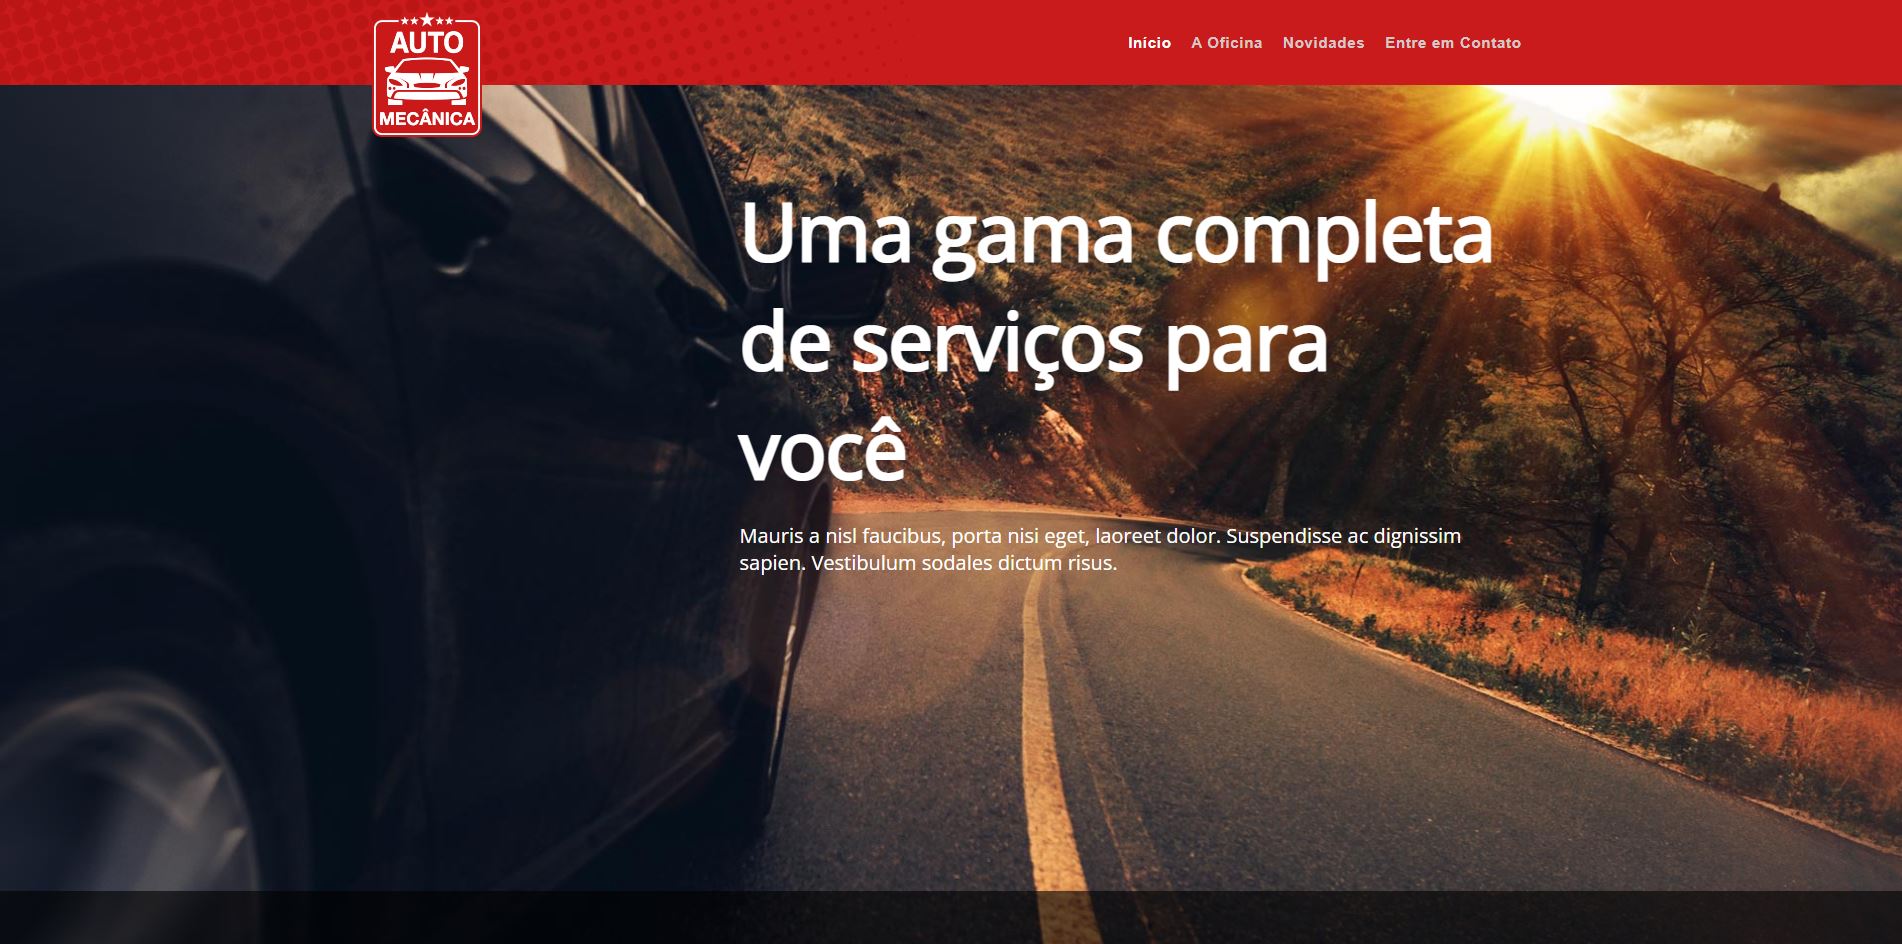 AUTO
MECÂNICA
Início A Oficina Novidades Entre em Contato
Uma gama completa
de serviços para
você
Mauris a nisl faucibus, porta nisi eget, laoreet dolor. Suspendisse ac dignissim
sapien. Vestibulum sodales dictum risus.